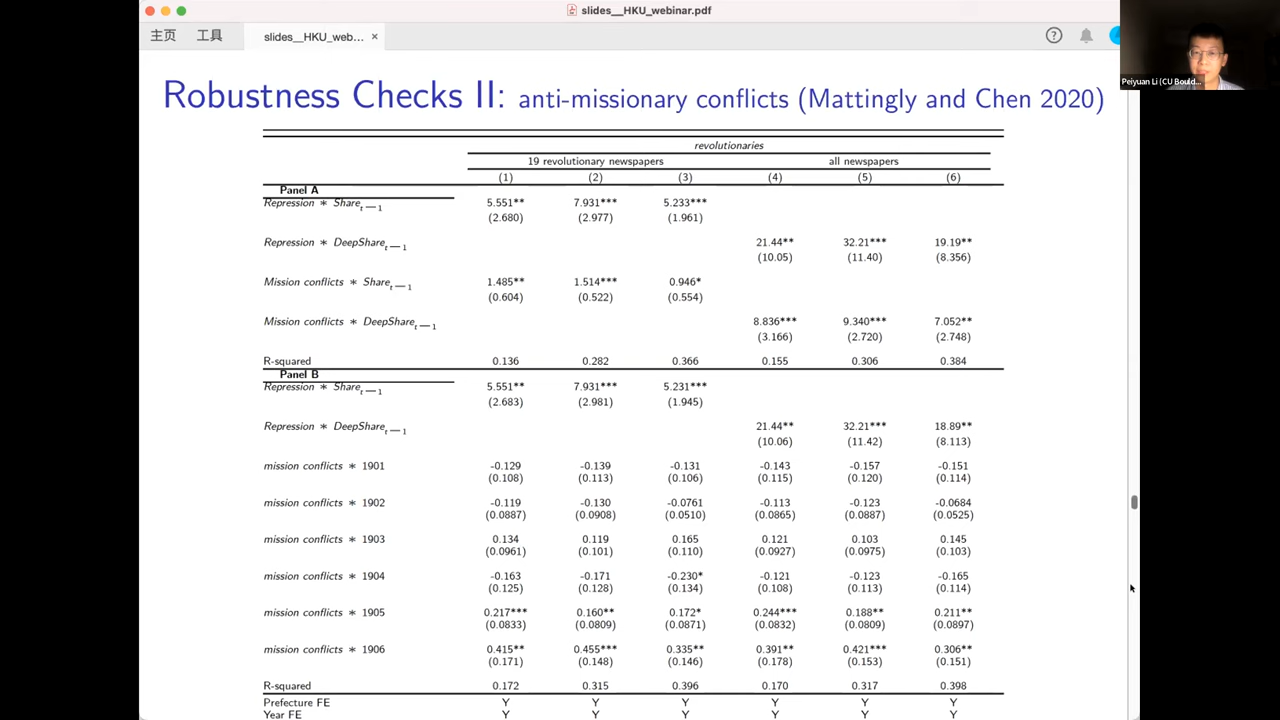 slides__HKU_webinar.pdf
主页 工具 slides__HKU_web... ×
Peiyuan Li (CU Bould...
Robustness Checks II: anti-missionary conflicts (Mattingly and Chen 2020)
revolutionaries
19 revolutionary newspapers all newspapers
(1) (2) (3) (4) (5) (6)
Panel A
Repression * Share_{t−1} 5.551** 7.931*** 5.233***
(2.680) (2.977) (1.961)
Repression * DeepShare_{t−1} 21.44** 32.21*** 19.19**
(10.05) (11.40) (8.356)
Mission conflicts * Share_{t−1} 1.485** 1.514*** 0.946*
(0.604) (0.522) (0.554)
Mission conflicts * DeepShare_{t−1} 8.836*** 9.340*** 7.052**
(3.166) (2.720) (2.748)
R-squared 0.136 0.282 0.366 0.155 0.306 0.384
Panel B
Repression * Share_{t−1} 5.551** 7.931*** 5.231***
(2.683) (2.981) (1.945)
Repression * DeepShare_{t−1} 21.44** 32.21*** 18.89**
(10.06) (11.42) (8.113)
mission conflicts * 1901 -0.129 -0.139 -0.131 -0.143 -0.157 -0.151
(0.108) (0.113) (0.106) (0.115) (0.120) (0.114)
mission conflicts * 1902 -0.119 -0.130 -0.0761 -0.113 -0.123 -0.0684
(0.0887) (0.0908) (0.0510) (0.0865) (0.0887) (0.0525)
mission conflicts * 1903 0.134 0.119 0.165 0.121 0.103 0.145
(0.0961) (0.101) (0.110) (0.0927) (0.0975) (0.103)
mission conflicts * 1904 -0.163 -0.171 -0.230* -0.121 -0.123 -0.165
(0.125) (0.128) (0.134) (0.108) (0.113) (0.114)
mission conflicts * 1905 0.217*** 0.160** 0.172* 0.244*** 0.188** 0.211**
(0.0833) (0.0809) (0.0871) (0.0832) (0.0809) (0.0897)
mission conflicts * 1906 0.415** 0.455*** 0.335** 0.391** 0.421*** 0.306**
(0.171) (0.148) (0.146) (0.178) (0.153) (0.151)
R-squared 0.172 0.315 0.396 0.170 0.317 0.398
Prefecture FE Y Y Y Y Y Y
Year FE Y Y Y Y Y Y